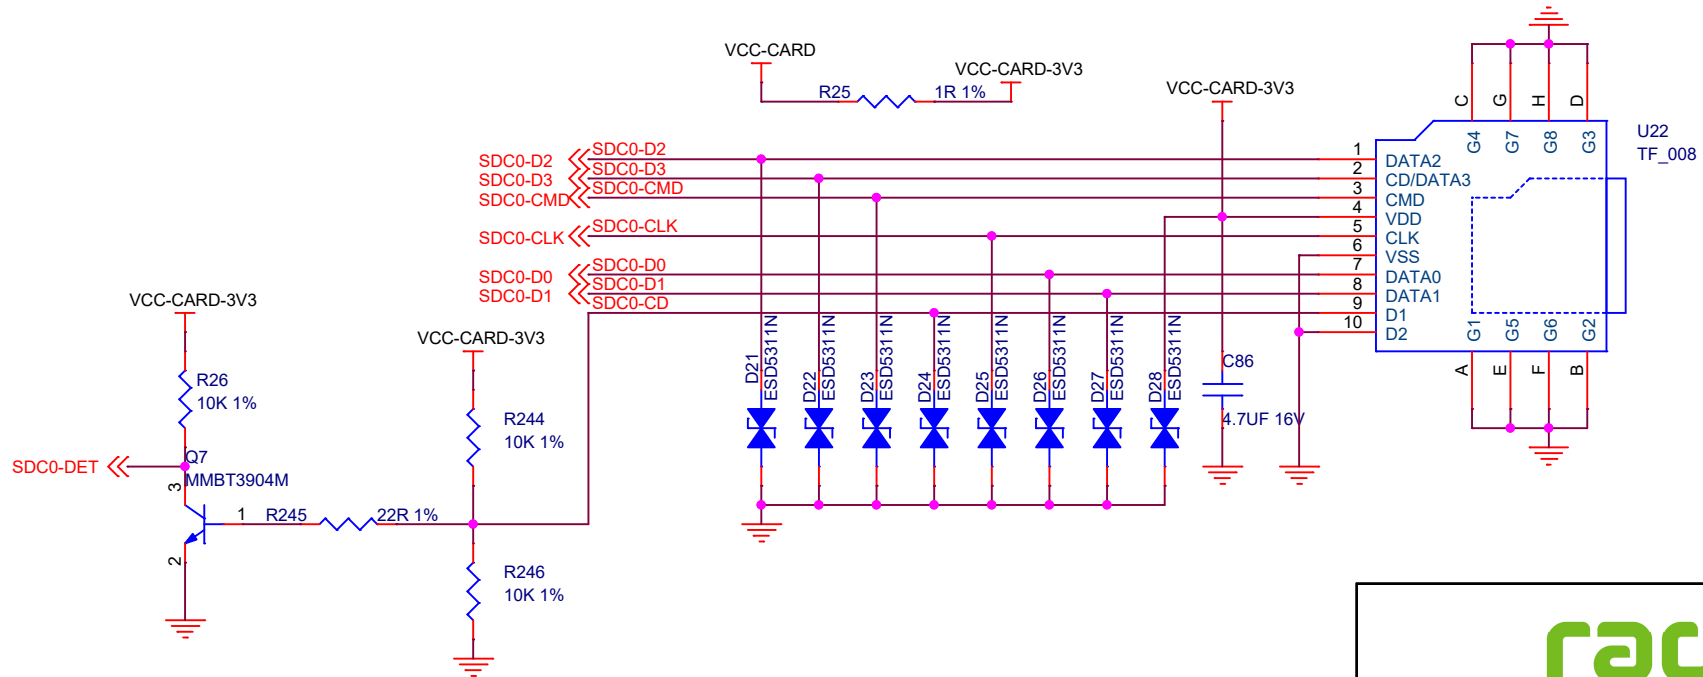 VCC-CARD
VCC-CARD-3V3
R25
1R 1%
VCC-CARD-3V3
C
G
H
D
G4
G7
G8
G3
U22
TF_008
SDC0-D2
SDC0-D2
1
DATA2
SDC0-D3
SDC0-D3
2
CD/DATA3
SDC0-CMD
SDC0-CMD
3
CMD
4
VDD
SDC0-CLK
SDC0-CLK
5
CLK
6
VSS
SDC0-D0
SDC0-D0
7
DATA0
SDC0-D1
SDC0-D1
8
DATA1
SDC0-CD
9
D1
10
D2
G1
G5
G6
G2
A
E
F
B
VCC-CARD-3V3
R26
10K 1%
VCC-CARD-3V3
R244
10K 1%
D21
ESD5311N
D22
ESD5311N
D23
ESD5311N
D24
ESD5311N
D25
ESD5311N
D26
ESD5311N
D27
ESD5311N
D28
ESD5311N
C86
4.7UF 16V
SDC0-DET
Q7
MMBT3904M
3
1
2
R245
22R 1%
R246
10K 1%
rac